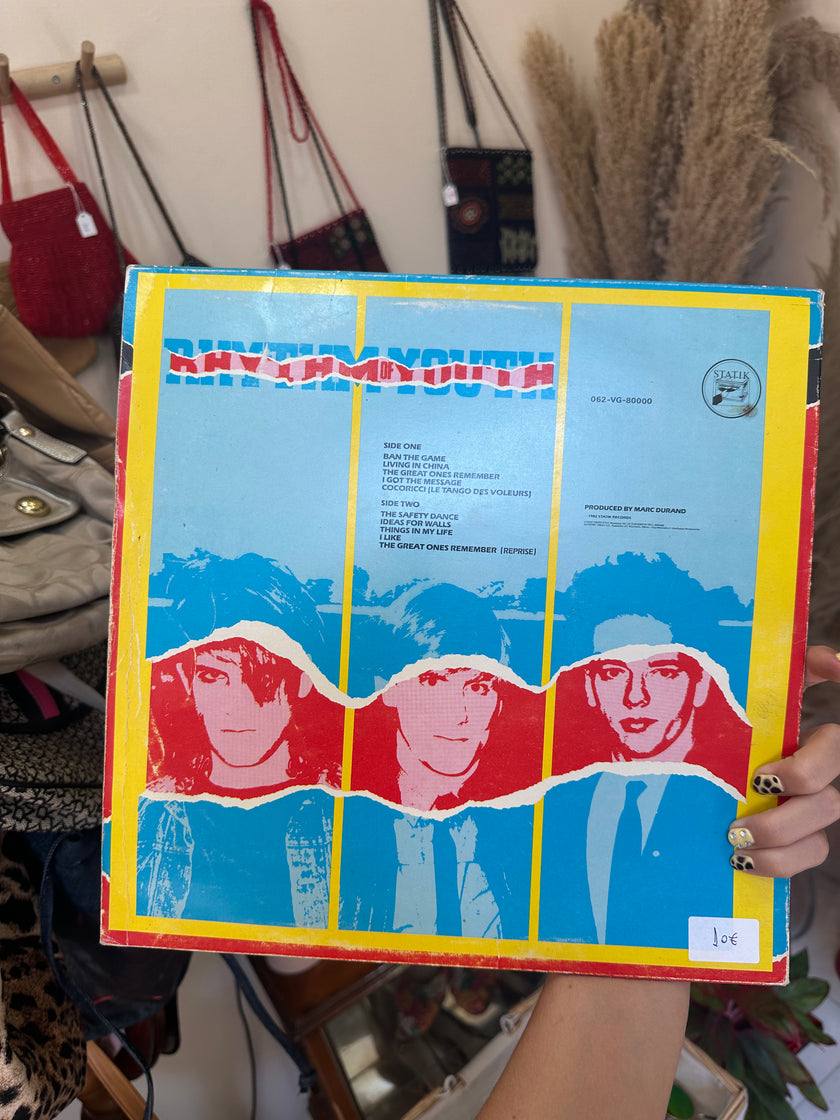 RHYTHM OF YOUTH
STATIK
062-VG-80000
SIDE ONE
BAN THE GAME
LIVING IN CHINA
THE GREAT ONES REMEMBER
I GOT THE MESSAGE
COCORICCI (LE TANGO DES VOLEURS)
SIDE TWO
THE SAFETY DANCE
IDEAS FOR WALLS
THINGS IN MY LIFE
I LIKE
THE GREAT ONES REMEMBER (REPRISE)
PRODUCED BY MARC DURAND
1982 STATIK RECORDS
10€